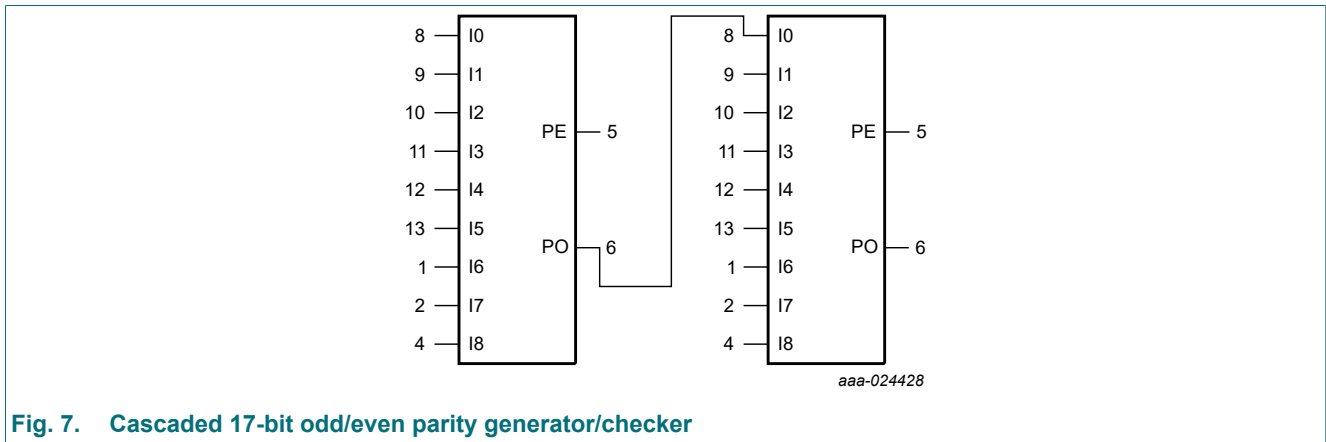 8 I0 8 I0
9 I1 9 I1
10 I2 10 I2
PE 5 PE 5
11 I3 11 I3
12 I4 12 I4
13 I5 13 I5
PO 6 PO 6
1 I6 1 I6
2 I7 2 I7
4 I8 4 I8
aaa-024428
Fig. 7. Cascaded 17-bit odd/even parity generator/checker